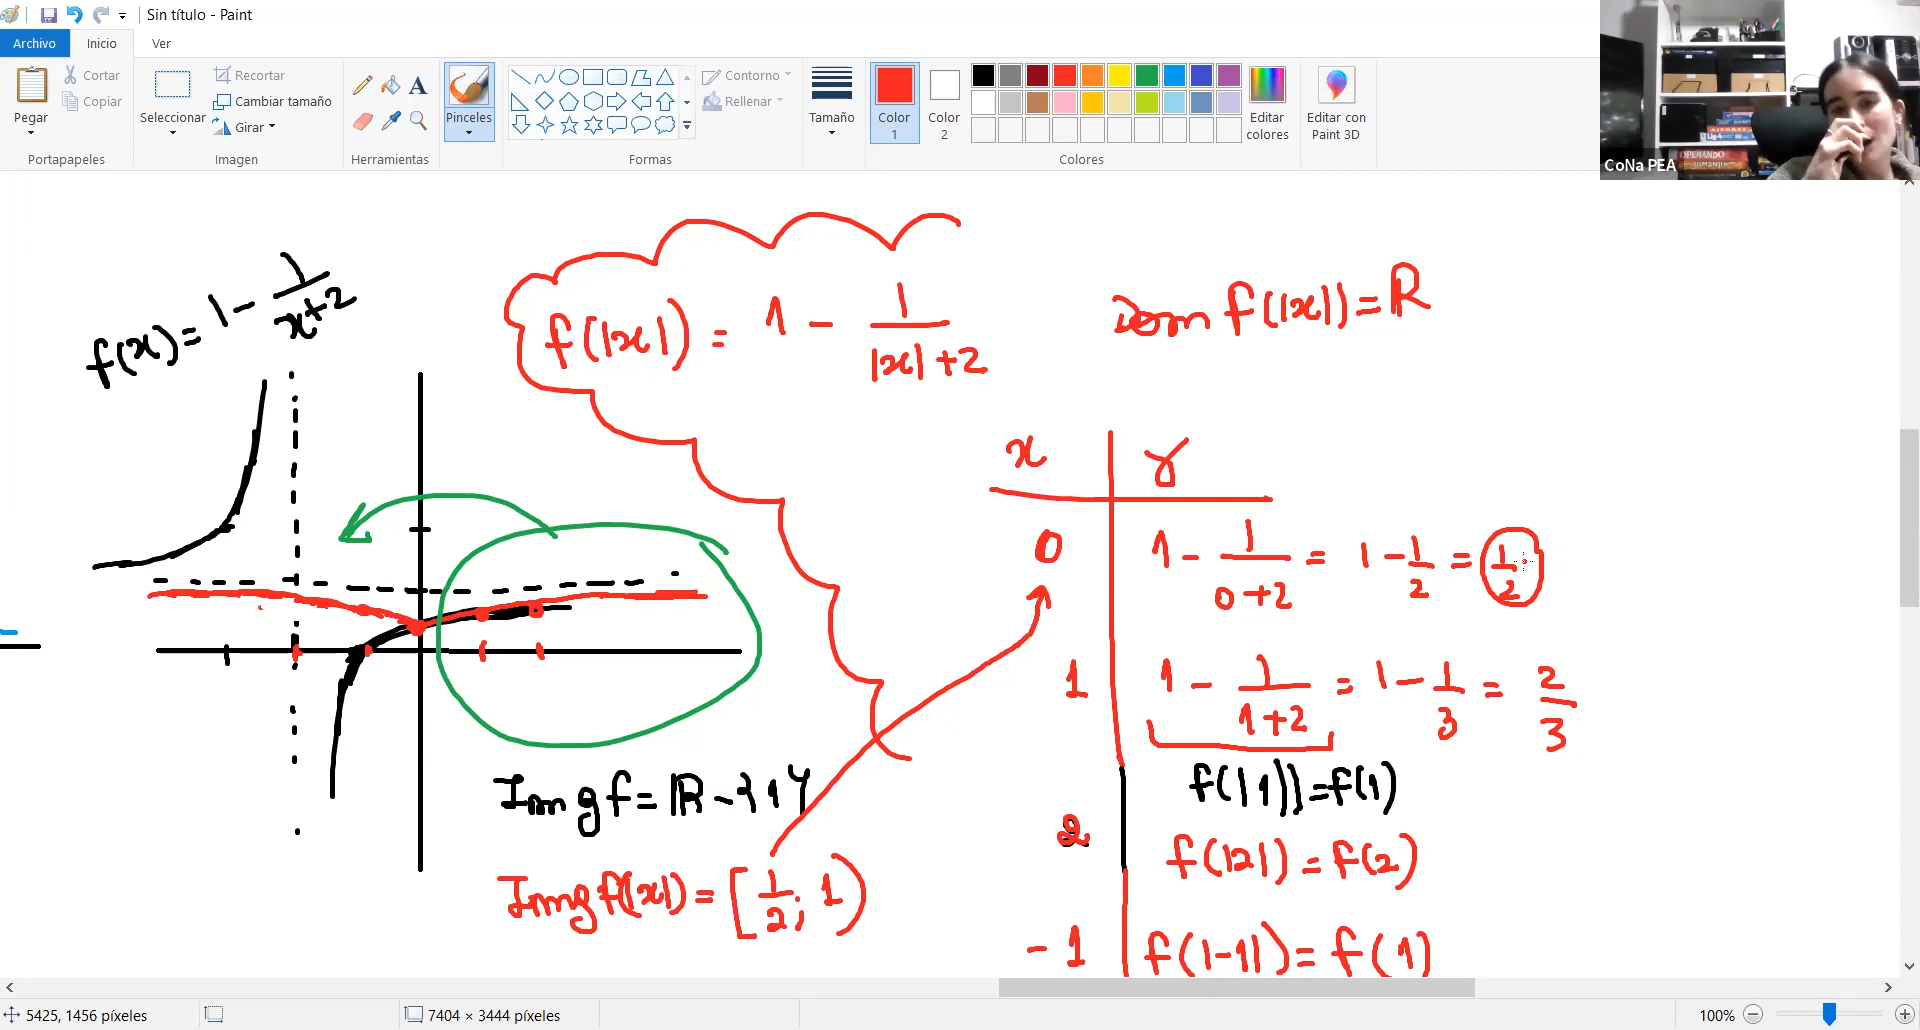 Sin título - Paint
Archivo Inicio Ver
Pegar
Cortar
Copiar
Portapapeles
Seleccionar
Recortar
Cambiar tamaño
Girar
Imagen
A
Herramientas
Pinceles
Contorno
Rellenar
Formas
Tamaño
Color 1
Color 2
Editar colores
Editar con Paint 3D
Colores
CoNa PEA
OPERANDO
f(x) = 1 - 1/(x+2)
f(|x|) = 1 - 1/(|x|+2)
Dom f(|x|) = R
x y
0 1 - 1/(0+2) = 1 - 1/2 = 1/2
1 1 - 1/(1+2) = 1 - 1/3 = 2/3
f(|1|) = f(1)
2 f(|2|) = f(2)
-1 f(|-1|) = f(1)
Img f = R - {1}
Img f(|x|) = [1/2; 1)
5425, 1456 píxeles
7404 × 3444 píxeles
100%